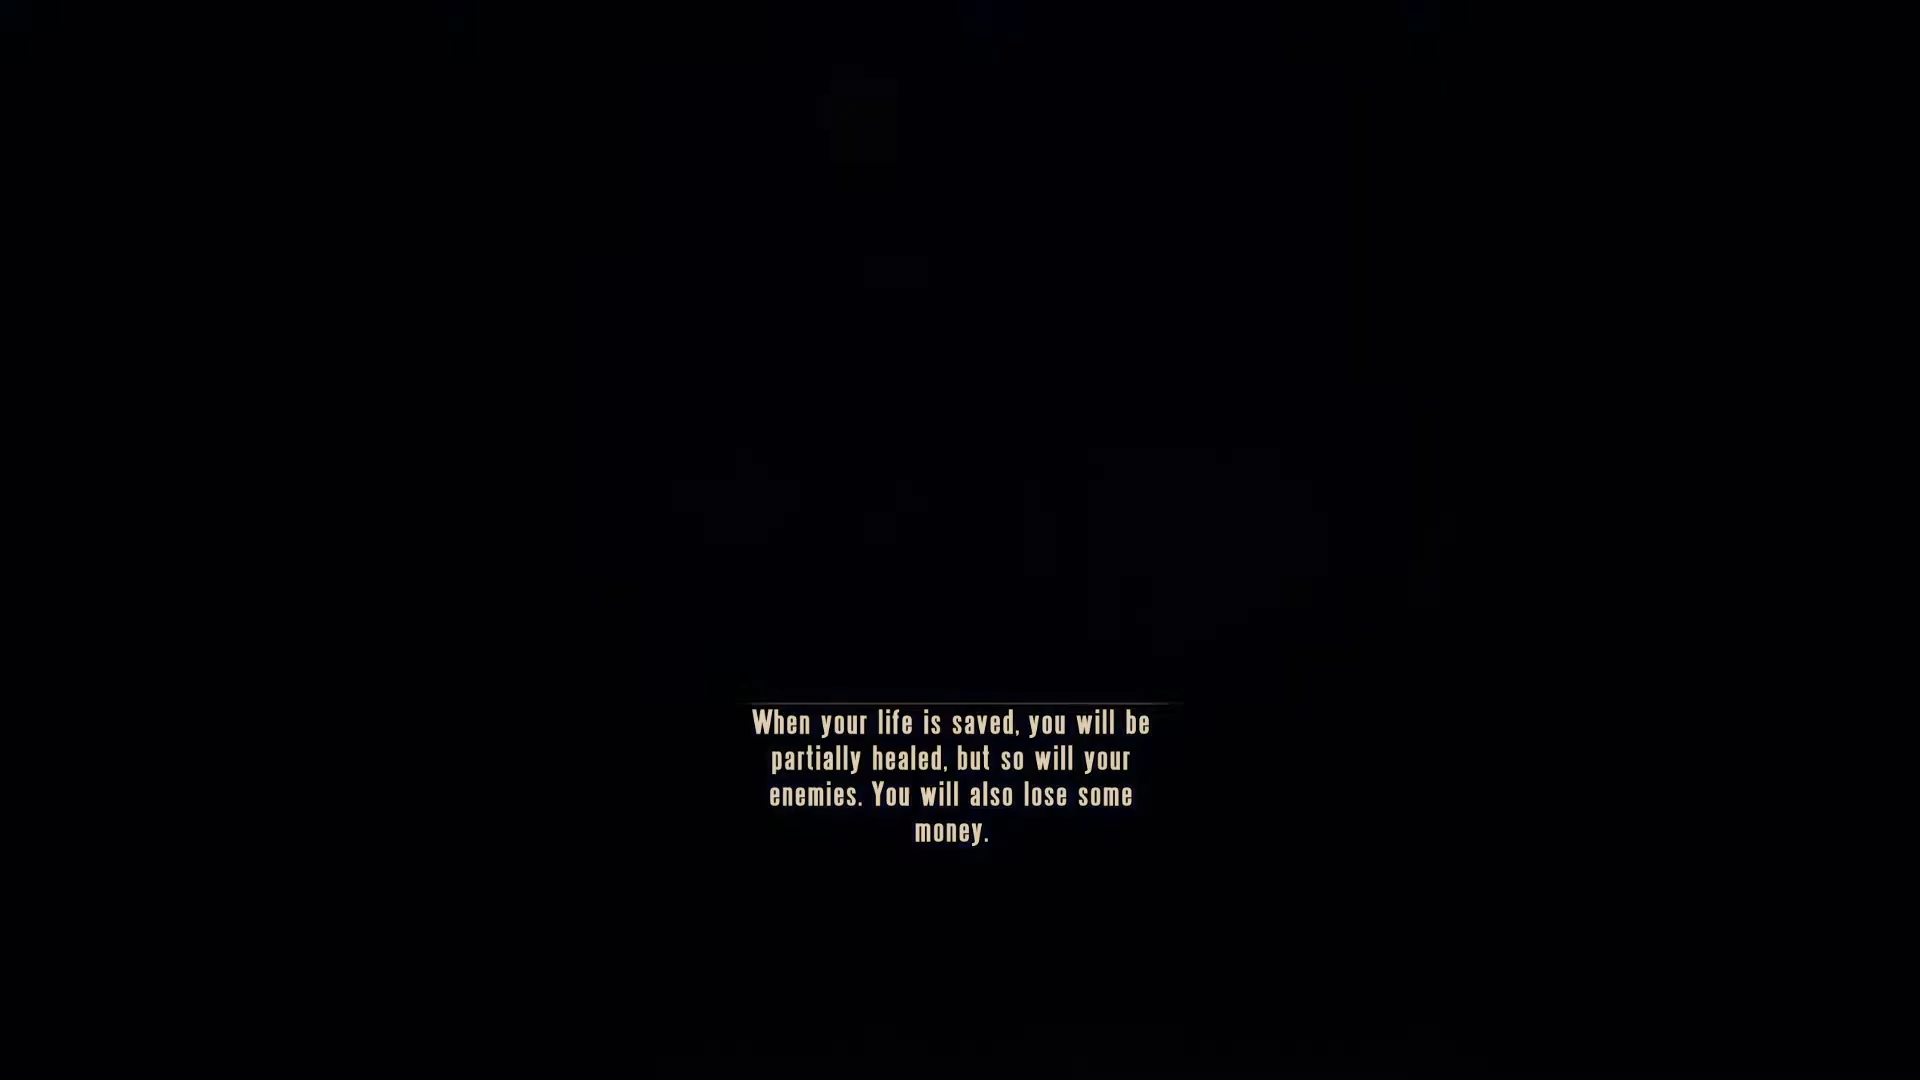 When your life is saved, you will be
partially healed, but so will your
enemies. You will also lose some
money.